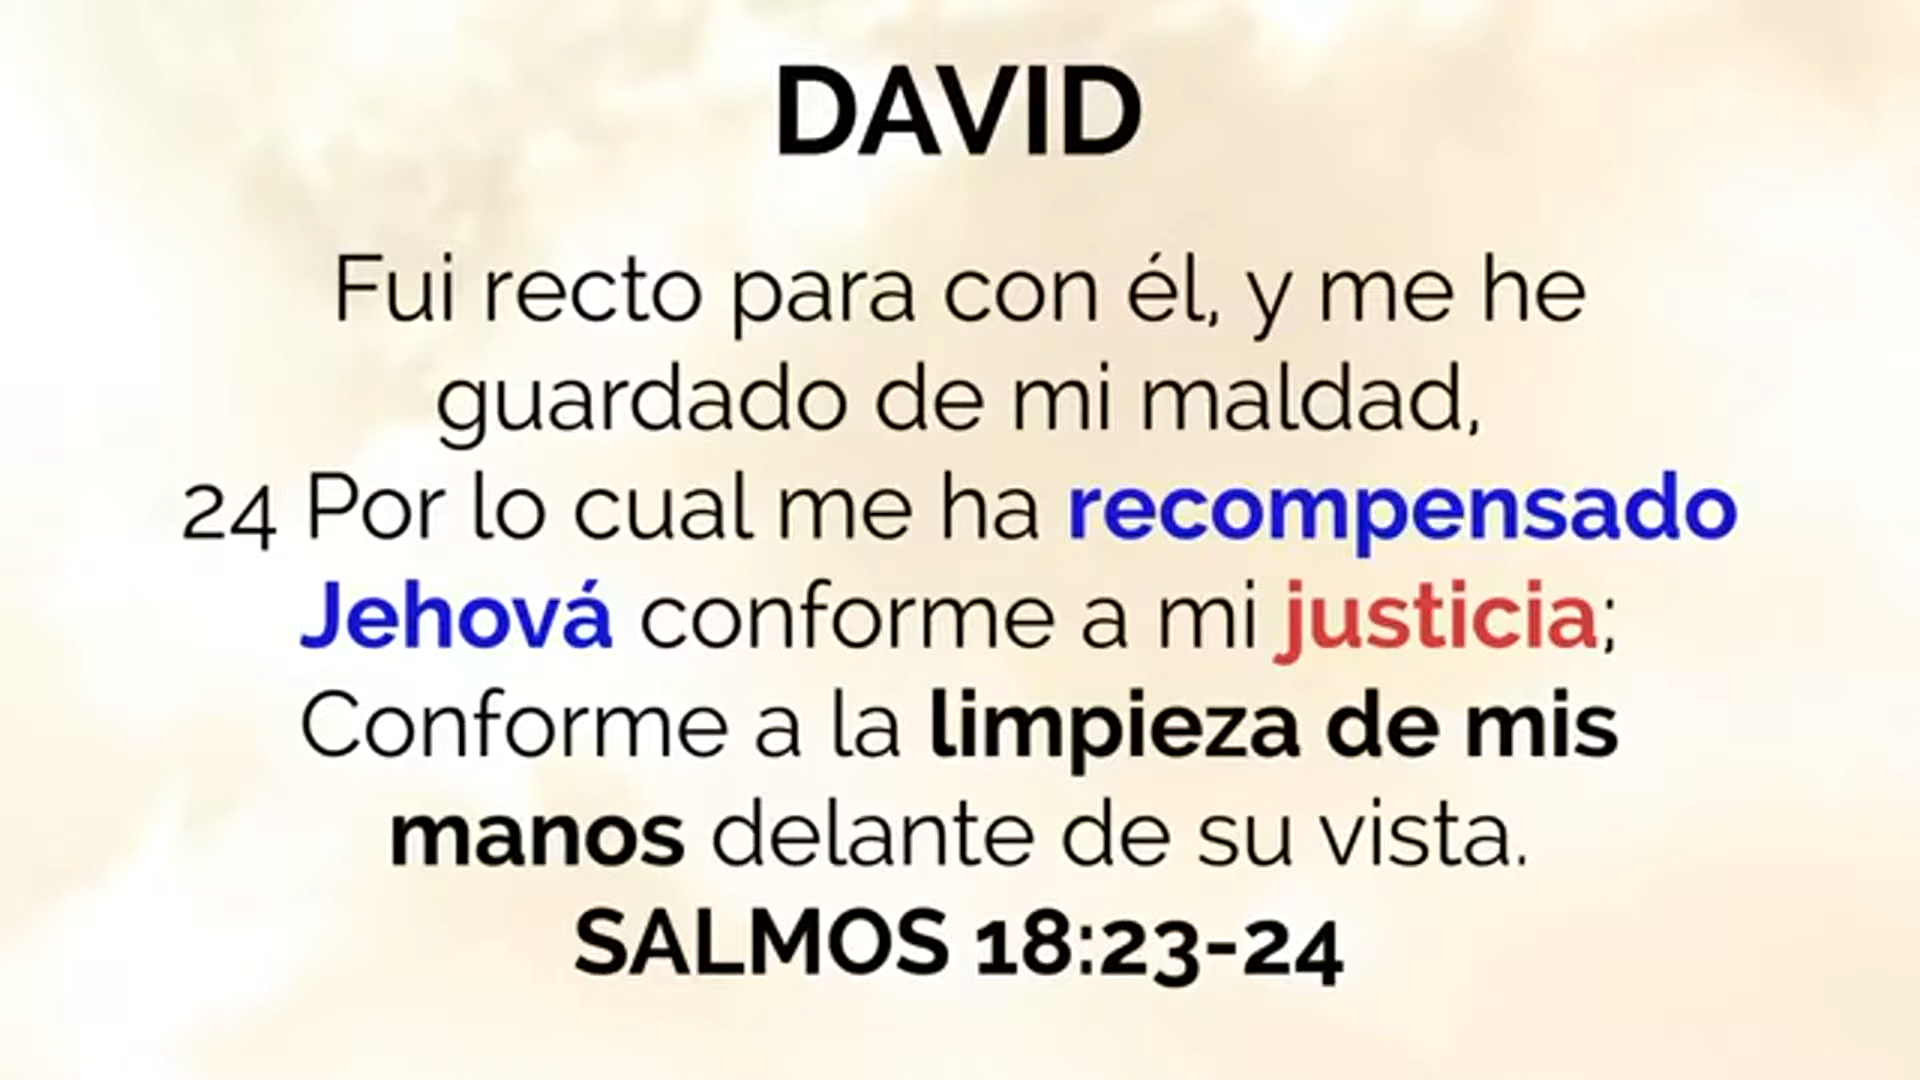 DAVID
Fui recto para con él, y me he
guardado de mi maldad,
24 Por lo cual me ha recompensado
Jehová conforme a mi justicia;
Conforme a la limpieza de mis
manos delante de su vista.
SALMOS 18:23-24